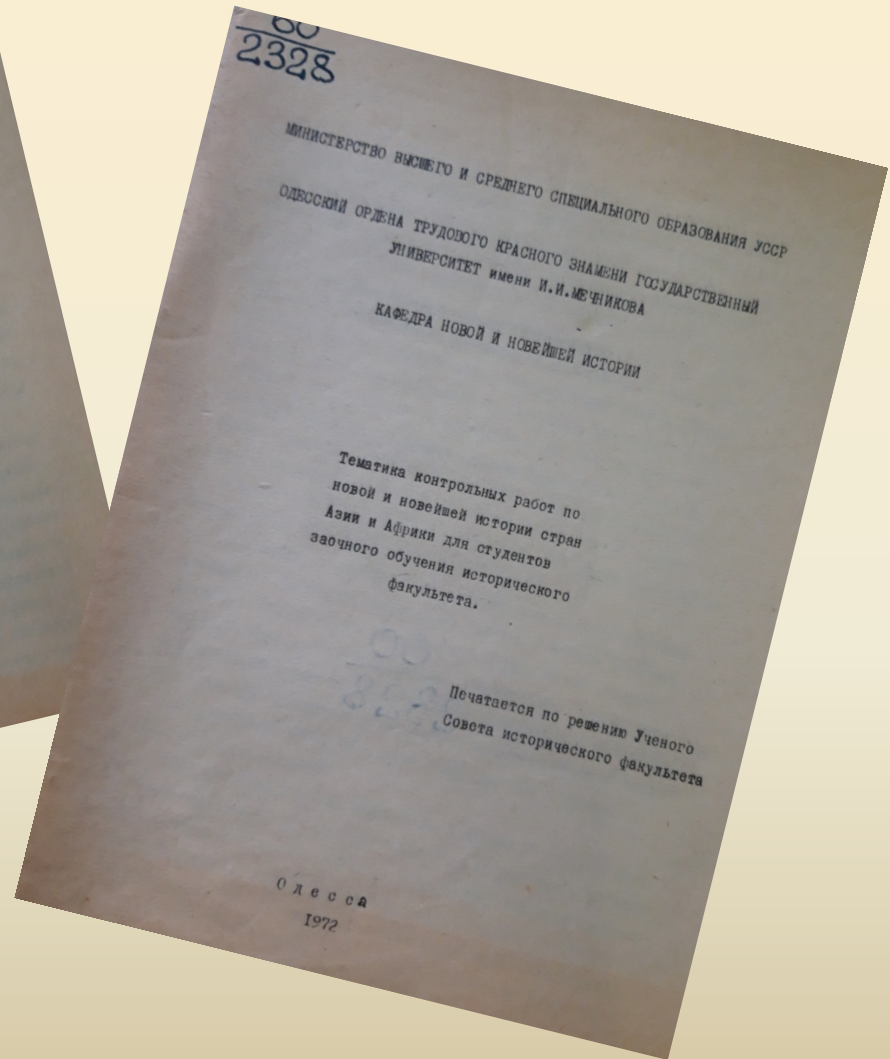 60
2328
МИНИСТЕРСТВО ВЫСШЕГО И СРЕДНЕГО СПЕЦИАЛЬНОГО ОБРАЗОВАНИЯ УССР
ОДЕССКИЙ ОРДЕНА ТРУДОВОГО КРАСНОГО ЗНАМЕНИ ГОСУДАРСТВЕННЫЙ
УНИВЕРСИТЕТ имени И.И.МЕЧНИКОВА
КАФЕДРА НОВОЙ И НОВЕЙШЕЙ ИСТОРИИ
Тематика контрольных работ по
новой и новейшей истории стран
Азии и Африки для студентов
заочного обучения исторического
факультета.
Печатается по решению Ученого
Совета исторического факультета
Одесса
1972